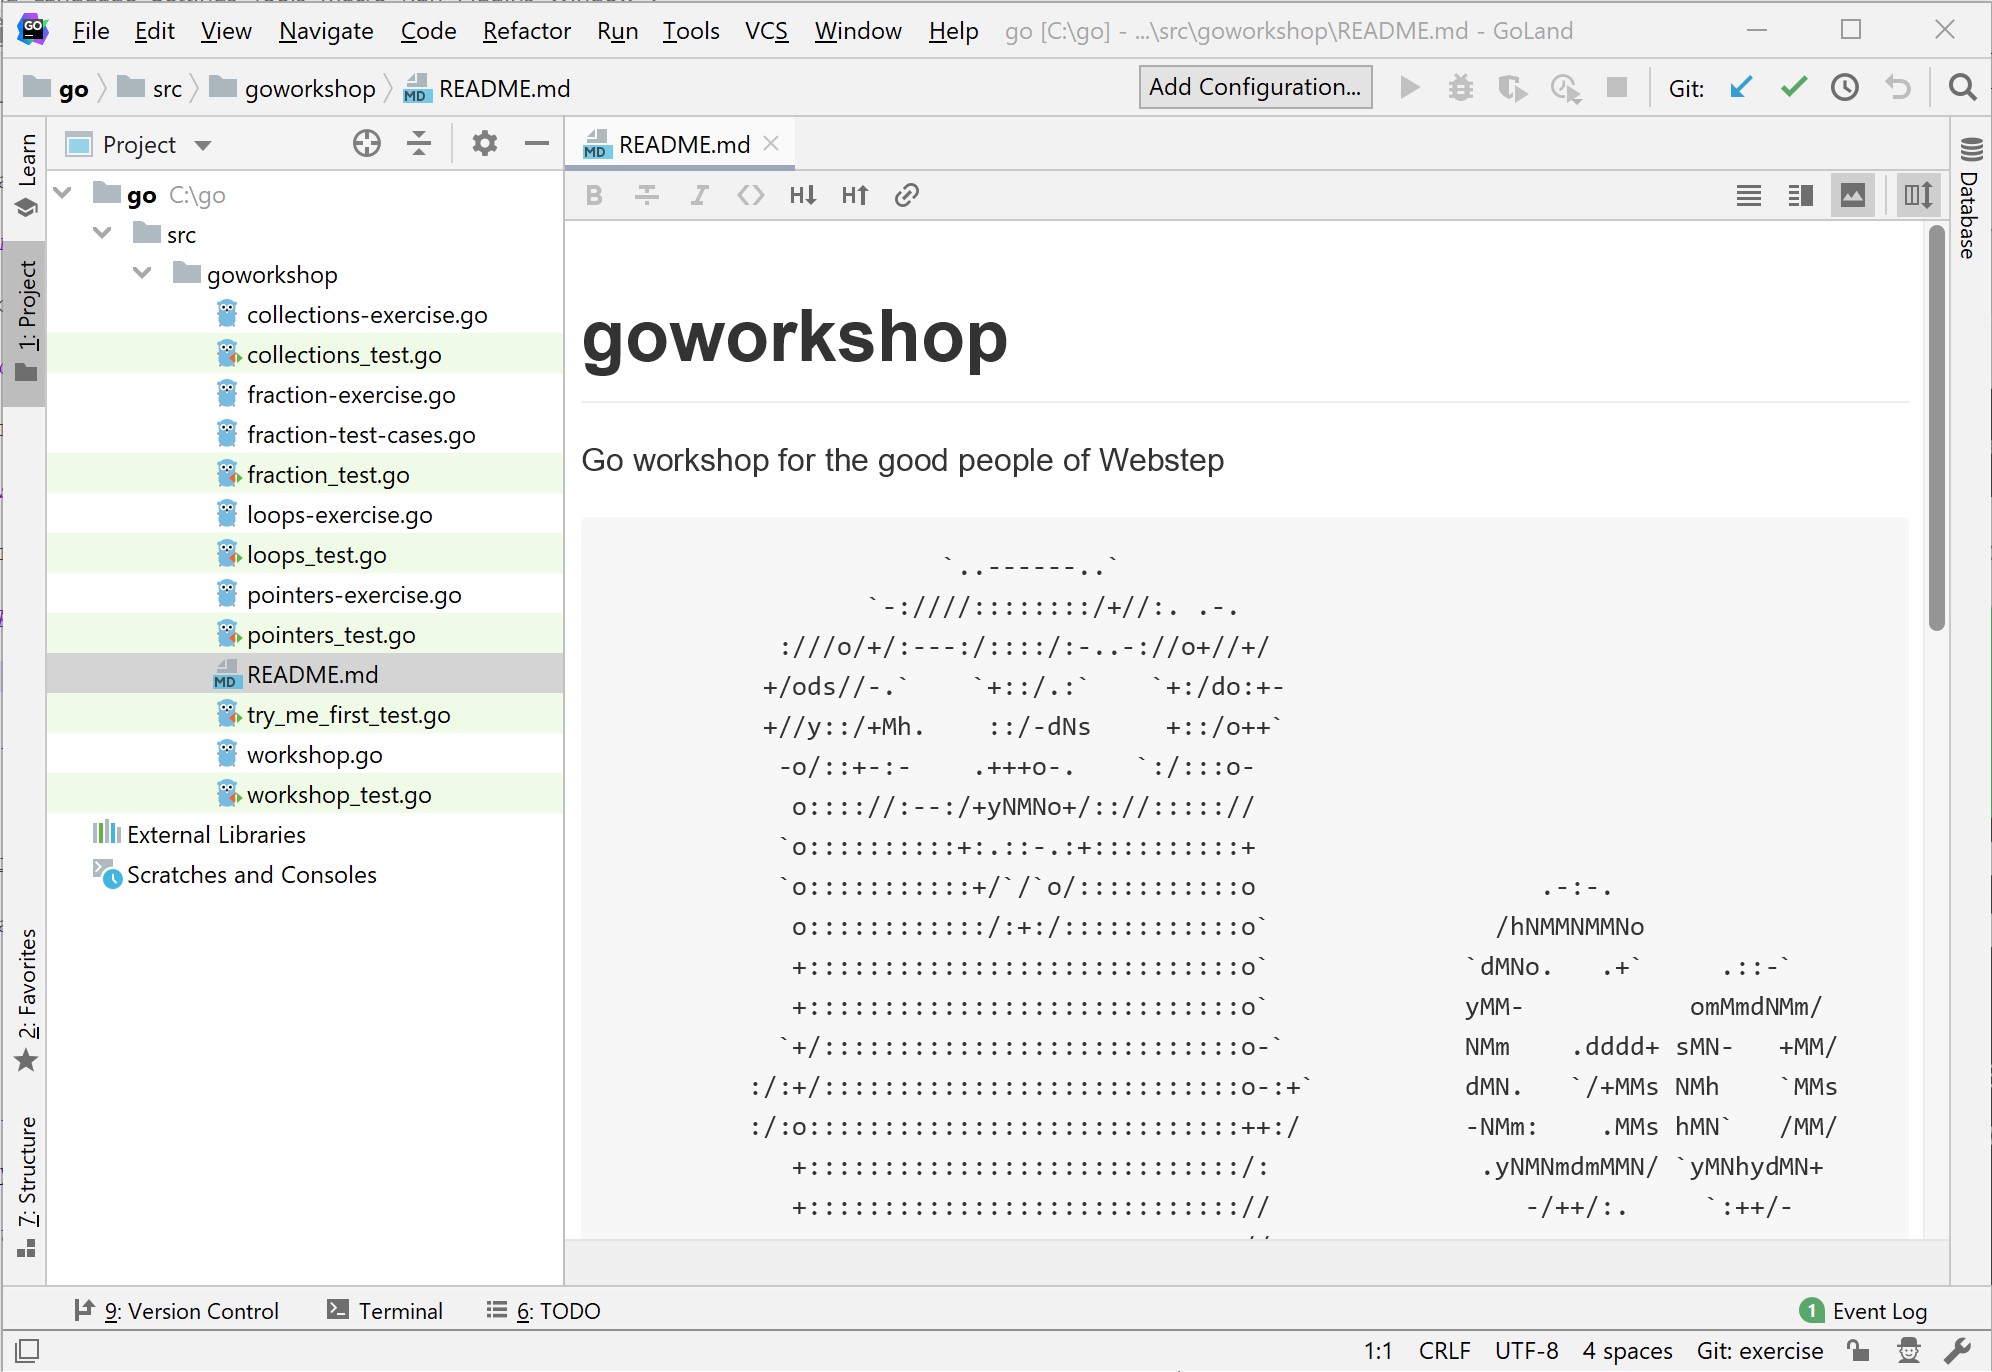 File Edit View Navigate Code Refactor Run Tools VCS Window Help go [C:\go] - ...\src\goworkshop\README.md - GoLand
go src goworkshop README.md Add Configuration... Git:
Project README.md
Learn
1: Project
2: Favorites
7: Structure
Database
go C:\go
src
goworkshop
collections-exercise.go
collections_test.go
fraction-exercise.go
fraction-test-cases.go
fraction_test.go
loops-exercise.go
loops_test.go
pointers-exercise.go
pointers_test.go
README.md
try_me_first_test.go
workshop.go
workshop_test.go
External Libraries
Scratches and Consoles
goworkshop
Go workshop for the good people of Webstep
`..------..`
`-:////::::::::/+//:. .-.
:///o/+/:---:/::::/:-..-://o+//+/
+/ods//-.`    `+::/.:`    `+:/do:+-
+//y::/+Mh.    ::/-dNs     +::/o++`
-o/::+-:-    .+++o-.    `:/:::o-
o:::://:--:/+yNMNo+/:://::::://
`o::::::::::+:.::-.:+::::::::::+
`o:::::::::::+/`/`o/:::::::::::o                   .-:-.
o::::::::::::/:+:/::::::::::::o`               /hNMMNMMNo
+:::::::::::::::::::::::::::::o`             `dMNo.   .+`     .::-`
+:::::::::::::::::::::::::::::o`             yMM-           omMmdNMm/
`+/::::::::::::::::::::::::::::o-`            NMm    .dddd+ sMN-   +MM/
:/:+/::::::::::::::::::::::::::::o-:+`          dMN.   `/+MMs NMh    `MMs
:/:o:::::::::::::::::::::::::::::++:/           -NMm:    .MMs hMN`   /MM/
+:::::::::::::::::::::::::::::/:              .yNMNmdmMMN/ `yMNhydMN+
+::::::::::::::::::::::::::::://                 -/++/:.     `:++/-
9: Version Control Terminal 6: TODO 1 Event Log
1:1 CRLF UTF-8 4 spaces Git: exercise